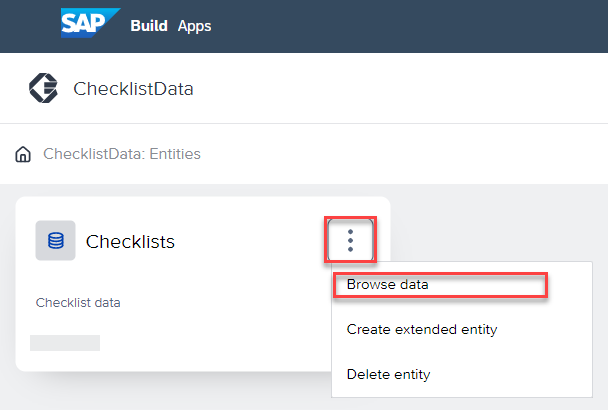 SAP Build Apps
ChecklistData
ChecklistData: Entities
Checklists
Checklist data
Browse data
Create extended entity
Delete entity